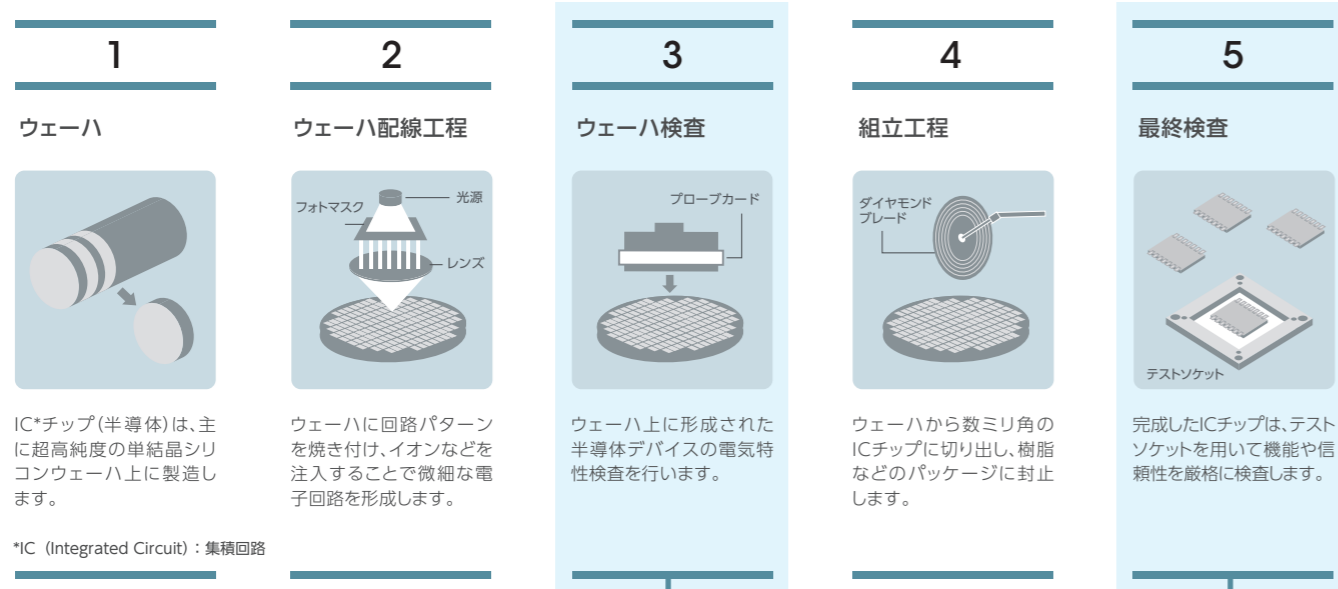 1
ウェーハ
IC*チップ(半導体)は、主
に超高純度の単結晶シリ
コンウェーハ上に製造し
ます。
*IC（Integrated Circuit）：集積回路
2
ウェーハ配線工程
光源
フォトマスク
レンズ
ウェーハに回路パターン
を焼き付け、イオンなどを
注入することで微細な電
子回路を形成します。
3
ウェーハ検査
プローブカード
ウェーハ上に形成された
半導体デバイスの電気特
性検査を行います。
4
組立工程
ダイヤモンド
ブレード
ウェーハから数ミリ角の
ICチップに切り出し、樹脂
などのパッケージに封止
します。
5
最終検査
テストソケット
完成したICチップは、テスト
ソケットを用いて機能や信
頼性を厳格に検査します。